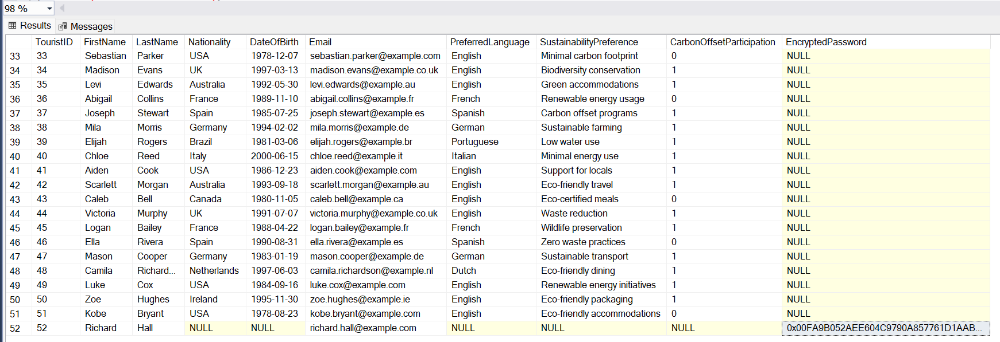 98 %
Results Messages
TouristID FirstName LastName Nationality DateOfBirth Email PreferredLanguage SustainabilityPreference CarbonOffsetParticipation EncryptedPassword
33 33 Sebastian Parker USA 1978-12-07 sebastian.parker@example.com English Minimal carbon footprint 0 NULL
34 34 Madison Evans UK 1997-03-13 madison.evans@example.co.uk English Biodiversity conservation 1 NULL
35 35 Levi Edwards Australia 1992-05-30 levi.edwards@example.au English Green accommodations 1 NULL
36 36 Abigail Collins France 1989-11-10 abigail.collins@example.fr French Renewable energy usage 0 NULL
37 37 Joseph Stewart Spain 1985-07-25 joseph.stewart@example.es Spanish Carbon offset programs 1 NULL
38 38 Mila Morris Germany 1994-02-02 mila.morris@example.de German Sustainable farming 1 NULL
39 39 Elijah Rogers Brazil 1981-03-06 elijah.rogers@example.br Portuguese Low water use 1 NULL
40 40 Chloe Reed Italy 2000-06-15 chloe.reed@example.it Italian Minimal energy use 1 NULL
41 41 Aiden Cook USA 1986-12-23 aiden.cook@example.com English Support for locals 1 NULL
42 42 Scarlett Morgan Australia 1993-09-18 scarlett.morgan@example.au English Eco-friendly travel 1 NULL
43 43 Caleb Bell Canada 1980-11-05 caleb.bell@example.ca English Eco-certified meals 0 NULL
44 44 Victoria Murphy UK 1991-07-07 victoria.murphy@example.co.uk English Waste reduction 1 NULL
45 45 Logan Bailey France 1988-04-22 logan.bailey@example.fr French Wildlife preservation 1 NULL
46 46 Ella Rivera Spain 1990-08-31 ella.rivera@example.es Spanish Zero waste practices 0 NULL
47 47 Mason Cooper Germany 1983-01-19 mason.cooper@example.de German Sustainable transport 1 NULL
48 48 Camila Richard... Netherlands 1997-06-03 camila.richardson@example.nl Dutch Eco-friendly dining 1 NULL
49 49 Luke Cox USA 1984-09-16 luke.cox@example.com English Renewable energy initiatives 1 NULL
50 50 Zoe Hughes Ireland 1995-11-30 zoe.hughes@example.ie English Eco-friendly packaging 1 NULL
51 51 Kobe Bryant USA 1978-08-23 kobe.bryant@example.com English Eco-friendly accommodations 0 NULL
52 52 Richard Hall NULL NULL richard.hall@example.com NULL NULL NULL 0x00FA9B052AEE604C9790A857761D1AAB...